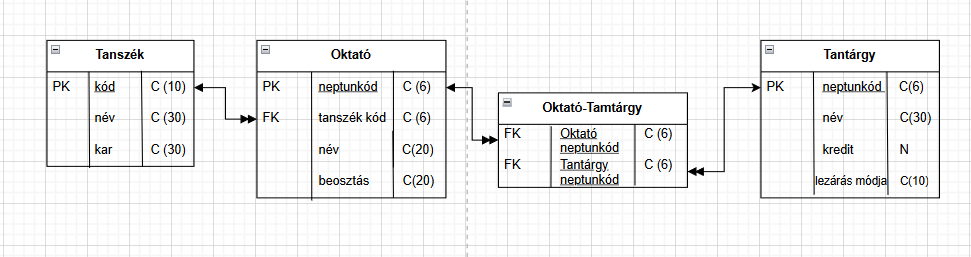 Tanszék
PK kód C (10)
név C (30)
kar C (30)
Oktató
PK neptunkód C (6)
FK tanszék kód C (6)
név C(20)
beosztás C(20)
Oktató-Tamtárgy
FK Oktató C (6)
neptunkód
FK Tantárgy C (6)
neptunkód
Tantárgy
PK neptunkód C(6)
név C(30)
kredit N
lezárás módja C(10)